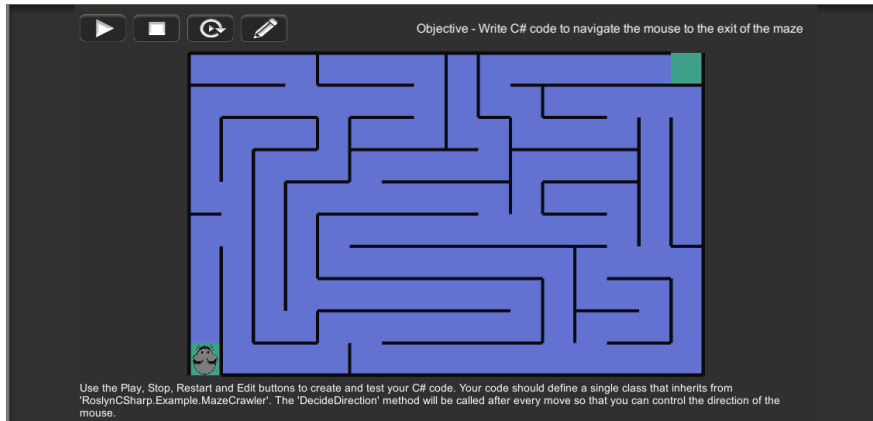 Objective - Write C# code to navigate the mouse to the exit of the maze
Use the Play, Stop, Restart and Edit buttons to create and test your C# code. Your code should define a single class that inherits from
'RoslynCSharp.Example.MazeCrawler'. The 'DecideDirection' method will be called after every move so that you can control the direction of the
mouse.